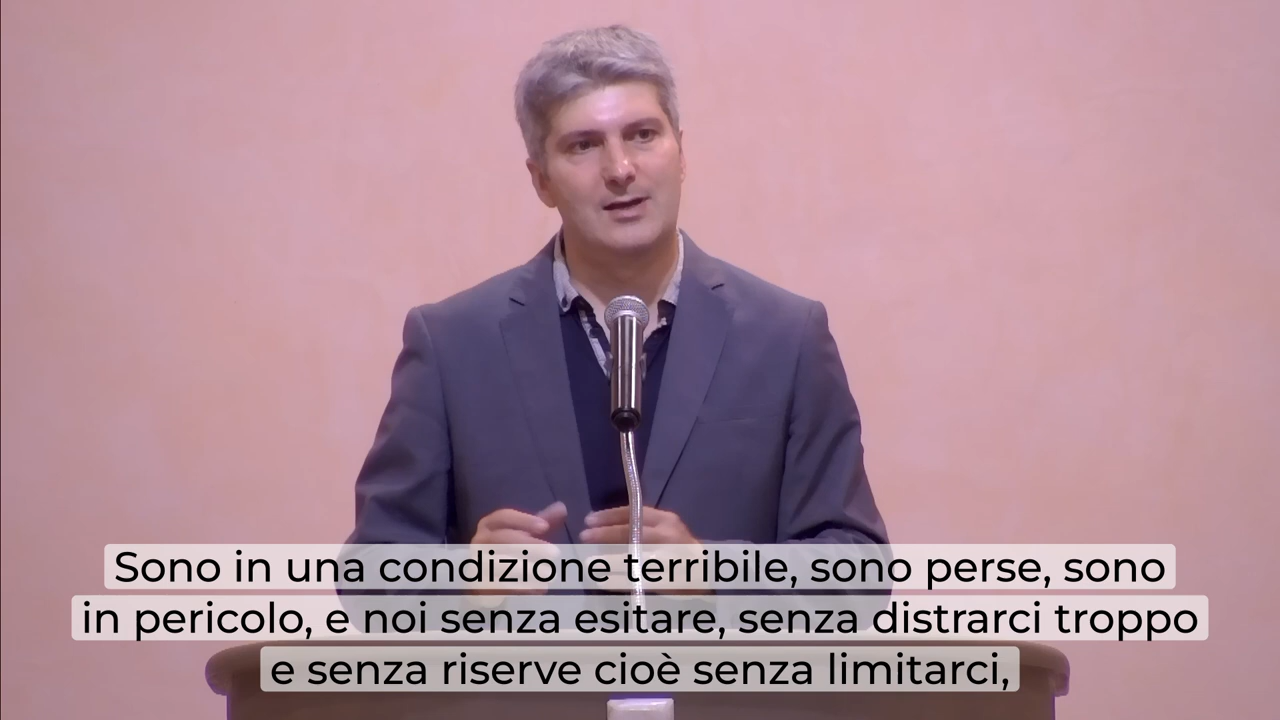 Sono in una condizione terribile, sono perse, sono
in pericolo, e noi senza esitare, senza distrarci troppo
e senza riserve cioè senza limitarci,